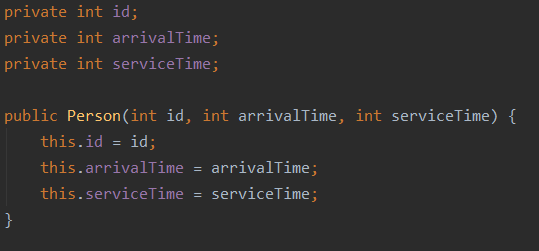 private int id;
private int arrivalTime;
private int serviceTime;

public Person(int id, int arrivalTime, int serviceTime) {
    this.id = id;
    this.arrivalTime = arrivalTime;
    this.serviceTime = serviceTime;
}